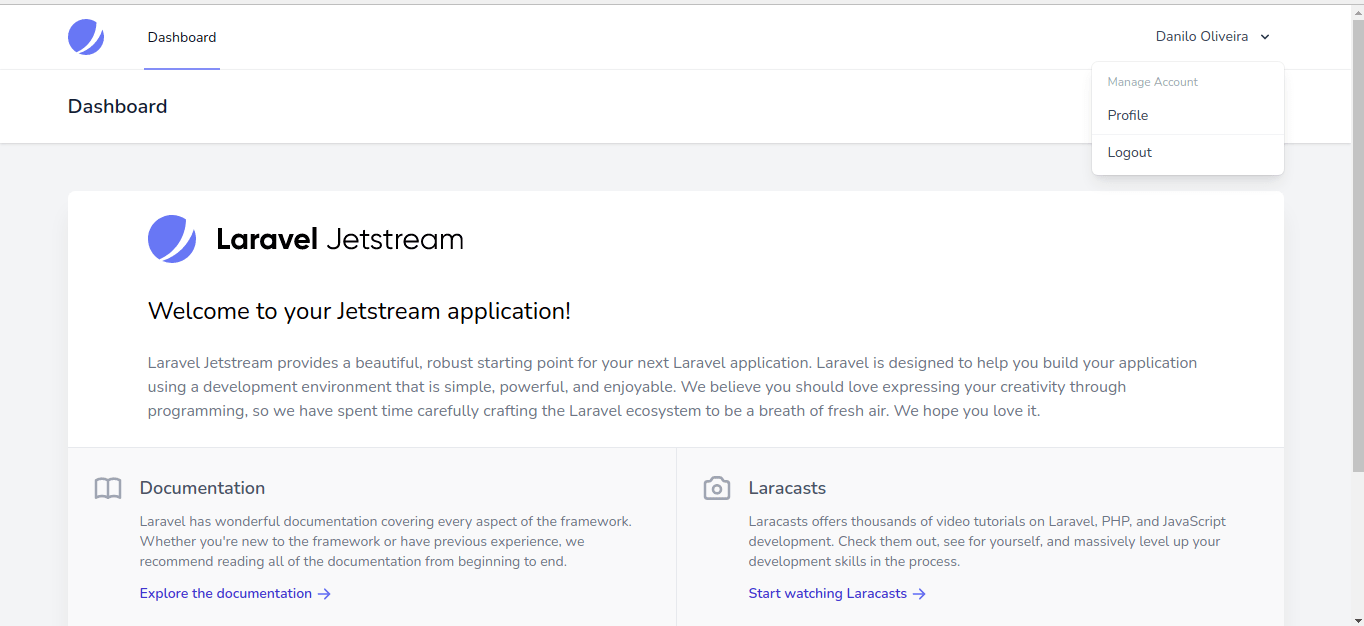 Dashboard
Danilo Oliveira
Manage Account
Profile
Logout
Dashboard
Laravel Jetstream
Welcome to your Jetstream application!
Laravel Jetstream provides a beautiful, robust starting point for your next Laravel application. Laravel is designed to help you build your application
using a development environment that is simple, powerful, and enjoyable. We believe you should love expressing your creativity through
programming, so we have spent time carefully crafting the Laravel ecosystem to be a breath of fresh air. We hope you love it.
Documentation
Laravel has wonderful documentation covering every aspect of the framework.
Whether you're new to the framework or have previous experience, we
recommend reading all of the documentation from beginning to end.
Explore the documentation
Laracasts
Laracasts offers thousands of video tutorials on Laravel, PHP, and JavaScript
development. Check them out, see for yourself, and massively level up your
development skills in the process.
Start watching Laracasts